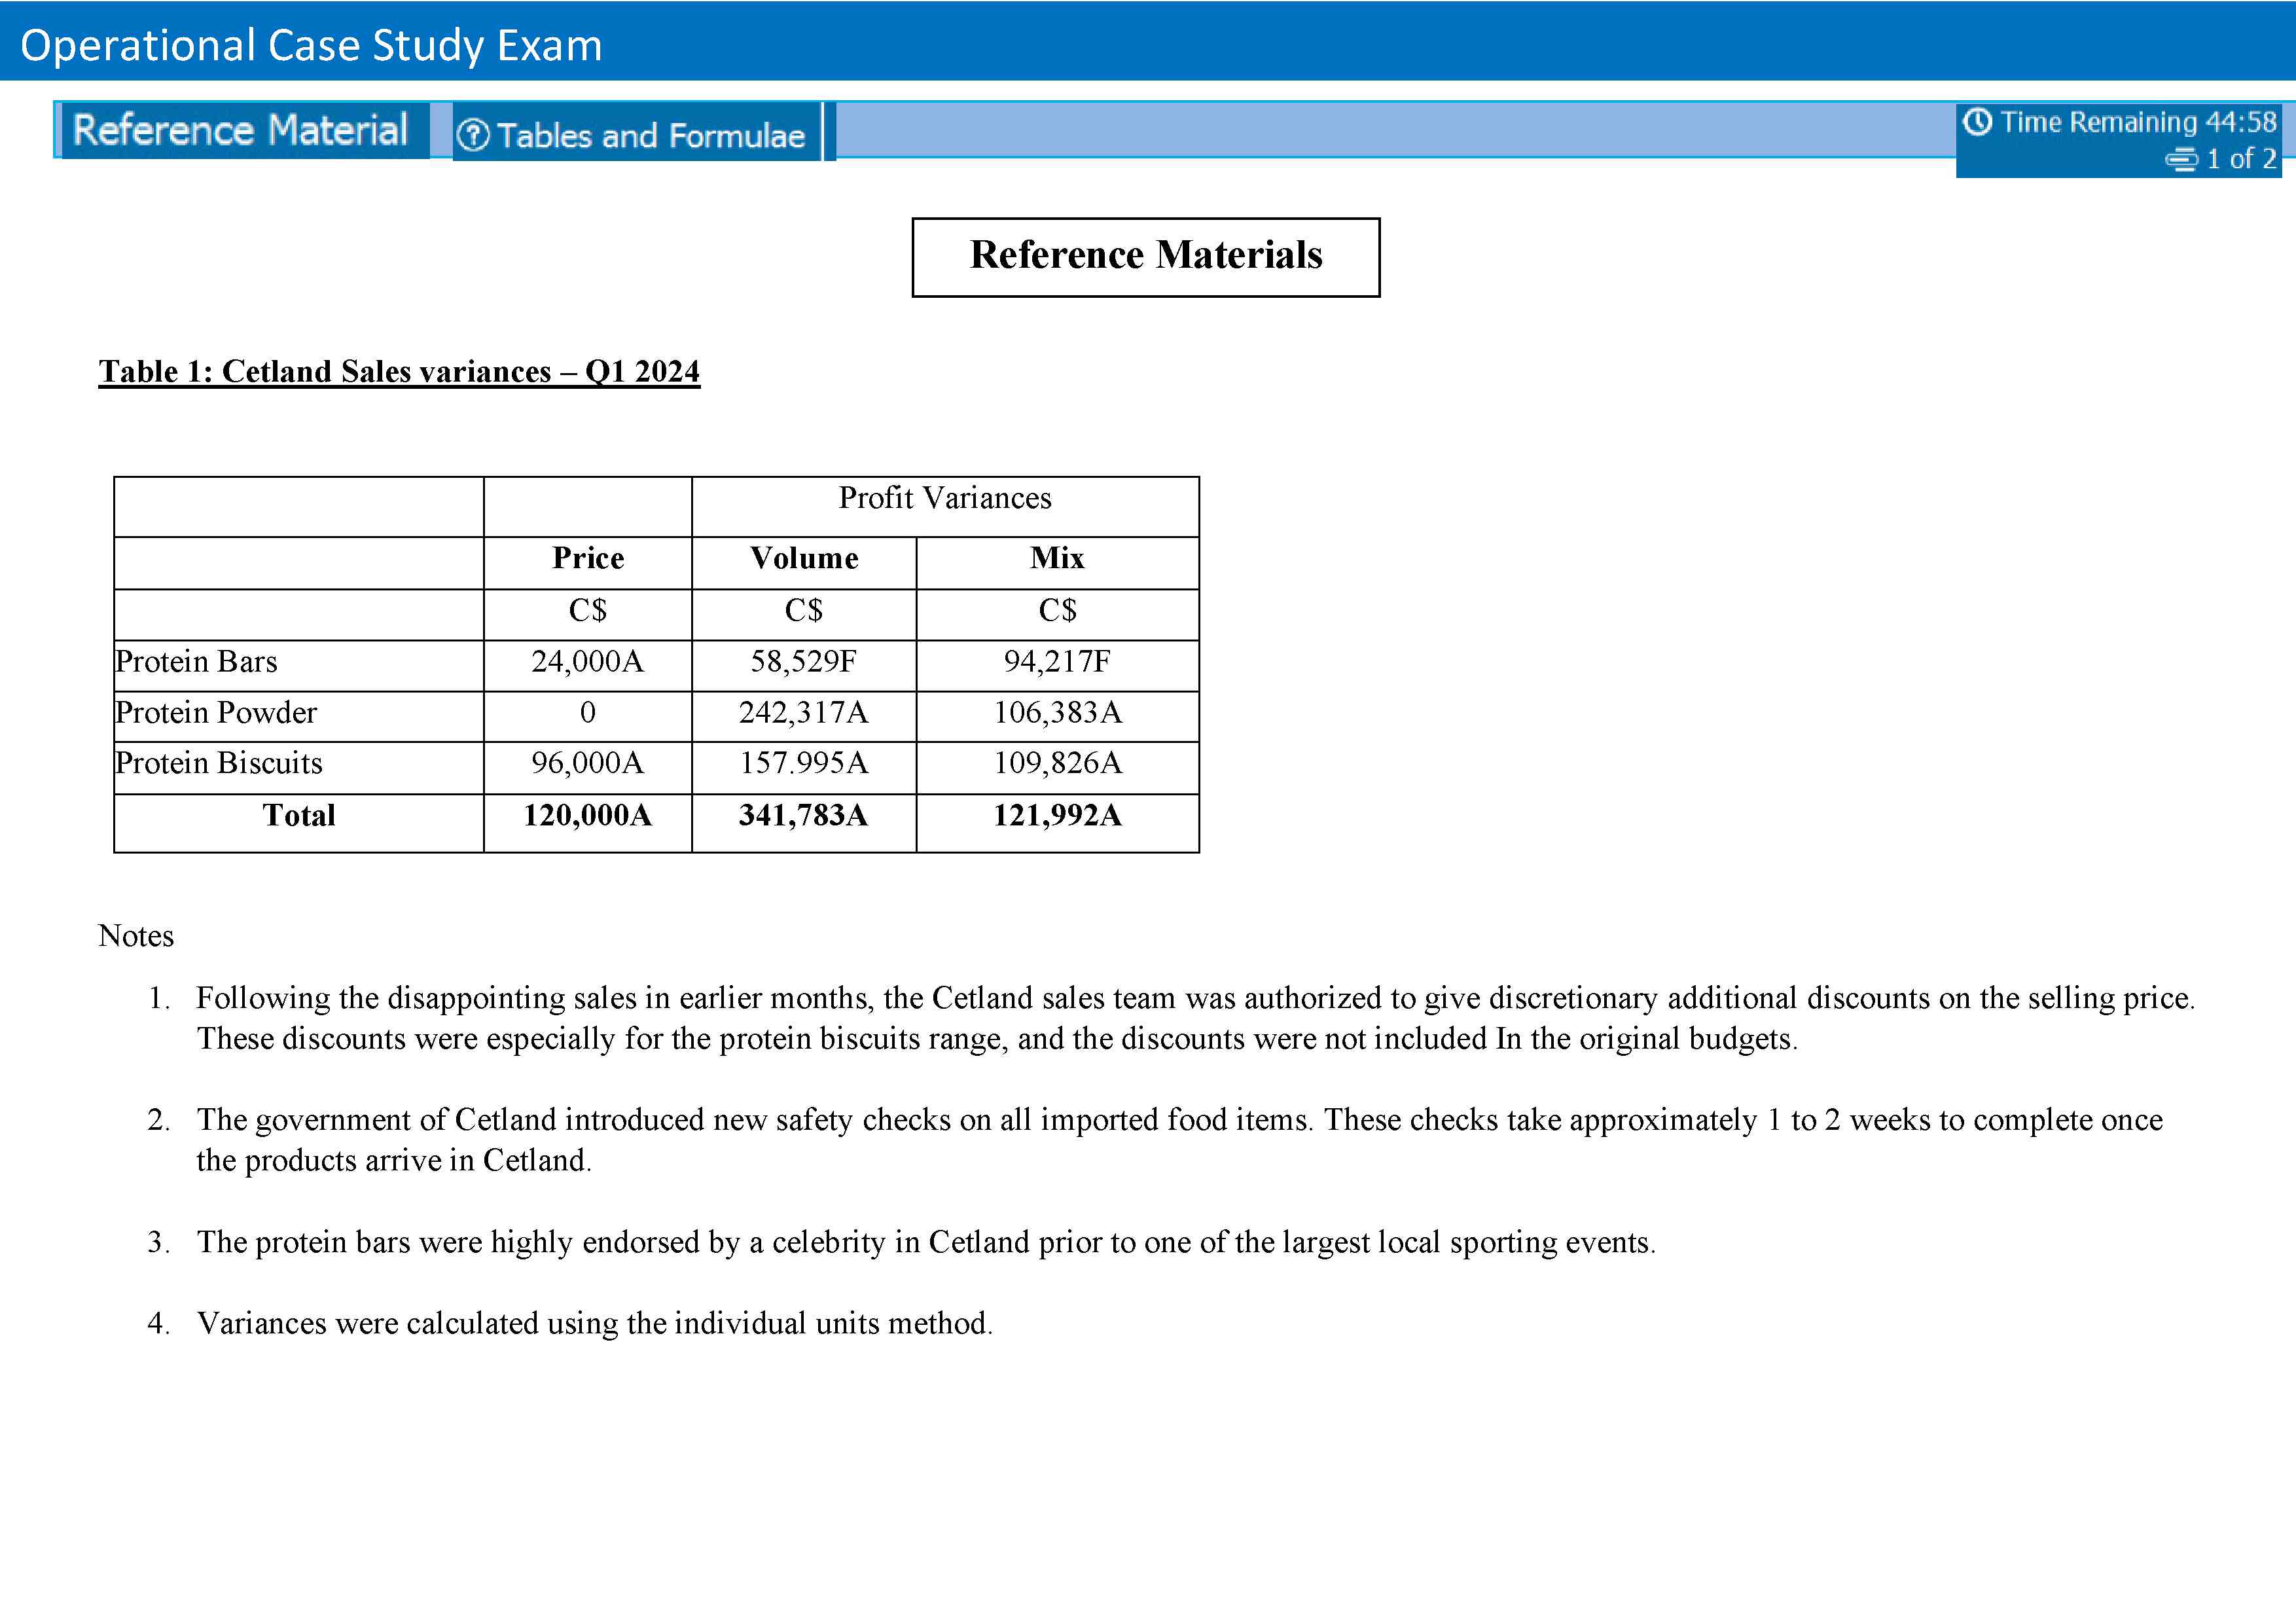 Operational Case Study Exam
Reference Material
Tables and Formulae
Time Remaining 44:58
1 of 2
Reference Materials
Table 1: Cetland Sales variances – Q1 2024
Profit Variances
Price Volume Mix
C$ C$ C$
Protein Bars 24,000A 58,529F 94,217F
Protein Powder 0 242,317A 106,383A
Protein Biscuits 96,000A 157.995A 109,826A
Total 120,000A 341,783A 121,992A
Notes
1. Following the disappointing sales in earlier months, the Cetland sales team was authorized to give discretionary additional discounts on the selling price.
These discounts were especially for the protein biscuits range, and the discounts were not included In the original budgets.
2. The government of Cetland introduced new safety checks on all imported food items. These checks take approximately 1 to 2 weeks to complete once
the products arrive in Cetland.
3. The protein bars were highly endorsed by a celebrity in Cetland prior to one of the largest local sporting events.
4. Variances were calculated using the individual units method.